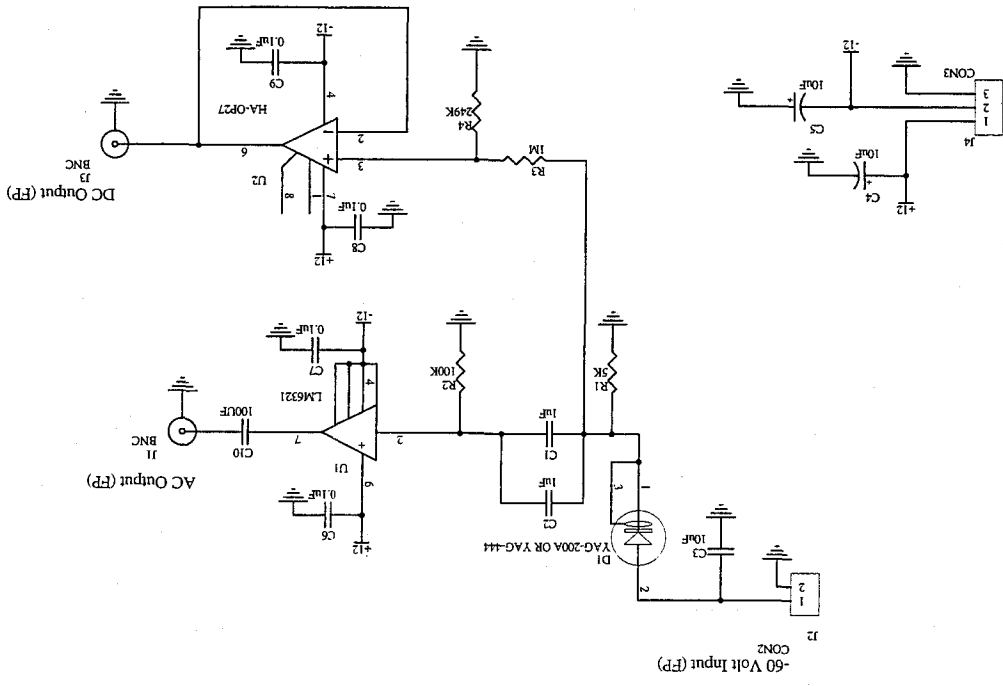 -60 Volt Input (FP)
CON2
J2
1
2
C3
10uF
2
D1
YAG-200A OR YAG-444
3
1
C2
1uF
C1
1uF
R1
5K
R2
100K
+12
C6
0.1uF
6
U1
+
2
7
4
LM6321
C7
0.1uF
-12
C10
100UF
AC Output (FP)
J1
BNC
+12
C8
0.1uF
7
1
8
U2
R3
1M
3
+
2
-
6
R4
249K
4
HA-OP27
C9
0.1uF
-12
DC Output (FP)
J3
BNC
+12
C4
10uF
+
J4
1
2
3
CON3
C5
10uF
+
-12